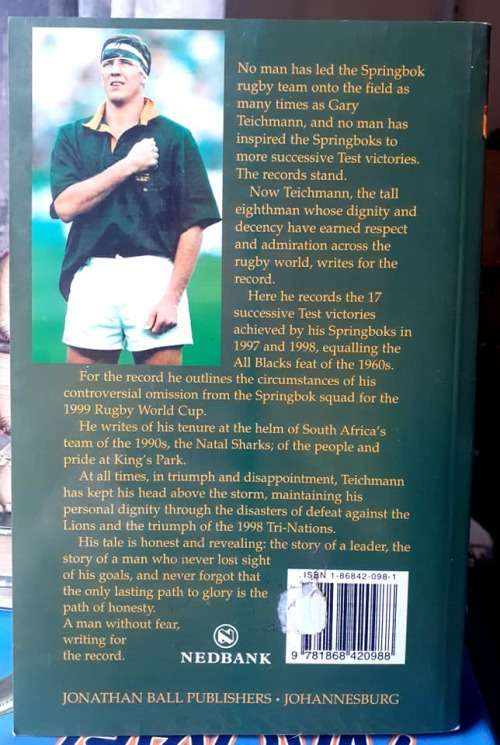 No man has led the Springbok
rugby team onto the field as
many times as Gary
Teichmann, and no man has
inspired the Springboks to
more successive Test victories.
The records stand.
Now Teichmann, the tall
eighthman whose dignity and
decency have earned respect
and admiration across the
rugby world, writes for the
record.
Here he records the 17
successive Test victories
achieved by his Springboks in
1997 and 1998, equalling the
All Blacks feat of the 1960s.
For the record he outlines the circumstances of his
controversial omission from the Springbok squad for the
1999 Rugby World Cup.
He writes of his tenure at the helm of South Africa's
team of the 1990s, the Natal Sharks; of the people and
pride at King's Park.
At all times, in triumph and disappointment, Teichmann
has kept his head above the storm, maintaining his
personal dignity through the disasters of defeat against the
Lions and the triumph of the 1998 Tri-Nations.
His tale is honest and revealing: the story of a leader, the
story of a man who never lost sight
of his goals, and never forgot that
the only lasting path to glory is the
path of honesty.
A man without fear,
writing for
the record.
NEDBANK
ISBN 1-86842-098-1
9 781868 420988
JONATHAN BALL PUBLISHERS • JOHANNESBURG